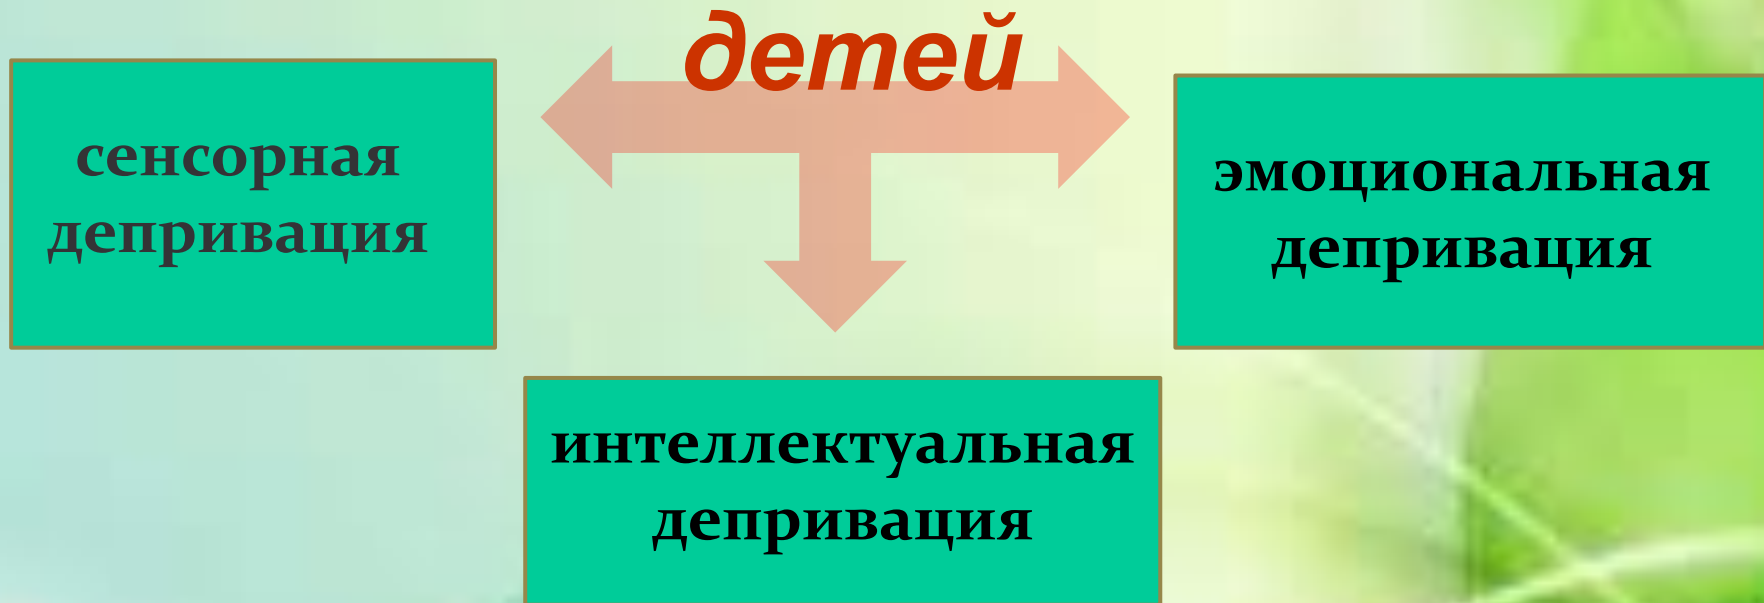 детей
сенсорная
депривация
эмоциональная
депривация
интеллектуальная
депривация